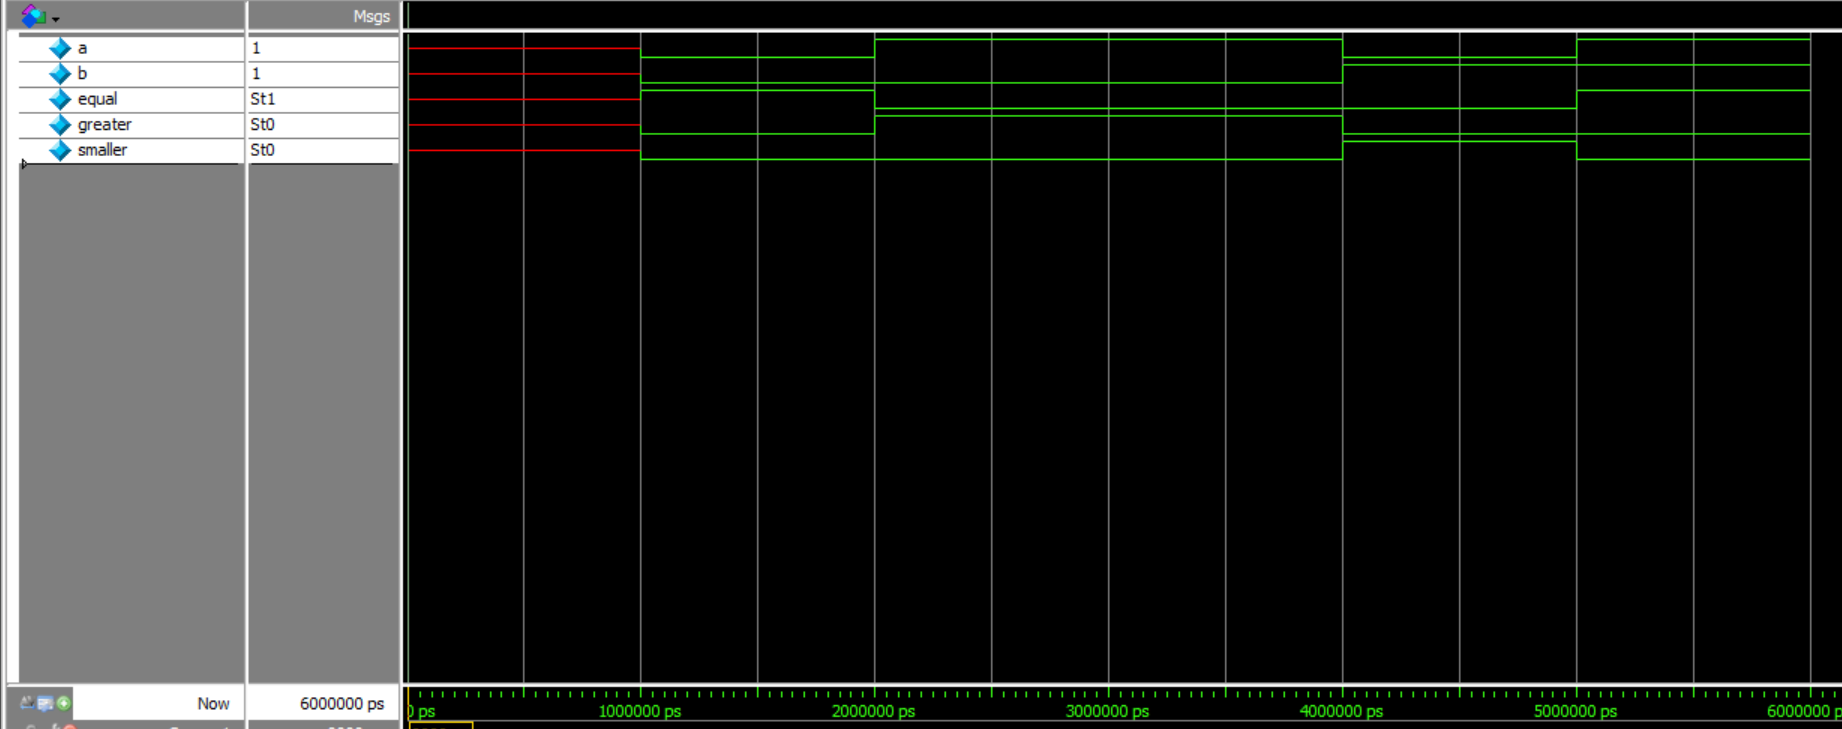 Msgs
a 1
b 1
equal St1
greater St0
smaller St0
Now 6000000 ps
0 ps 1000000 ps 2000000 ps 3000000 ps 4000000 ps 5000000 ps 6000000 p